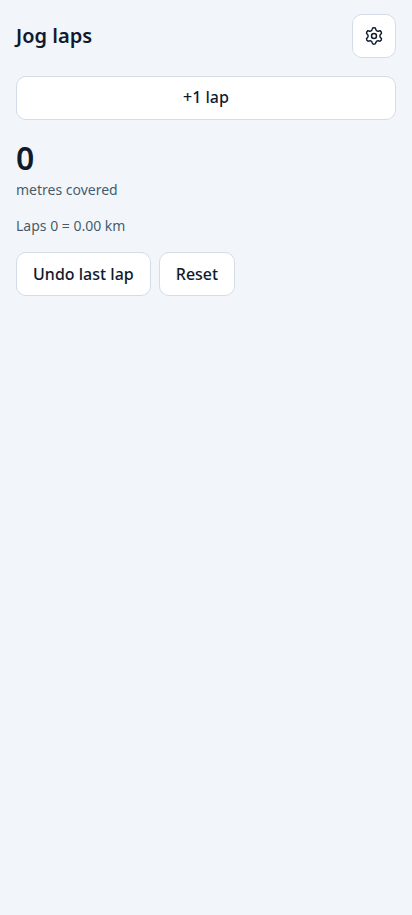 Jog laps
+1 lap
0
metres covered
Laps 0 = 0.00 km
Undo last lap
Reset